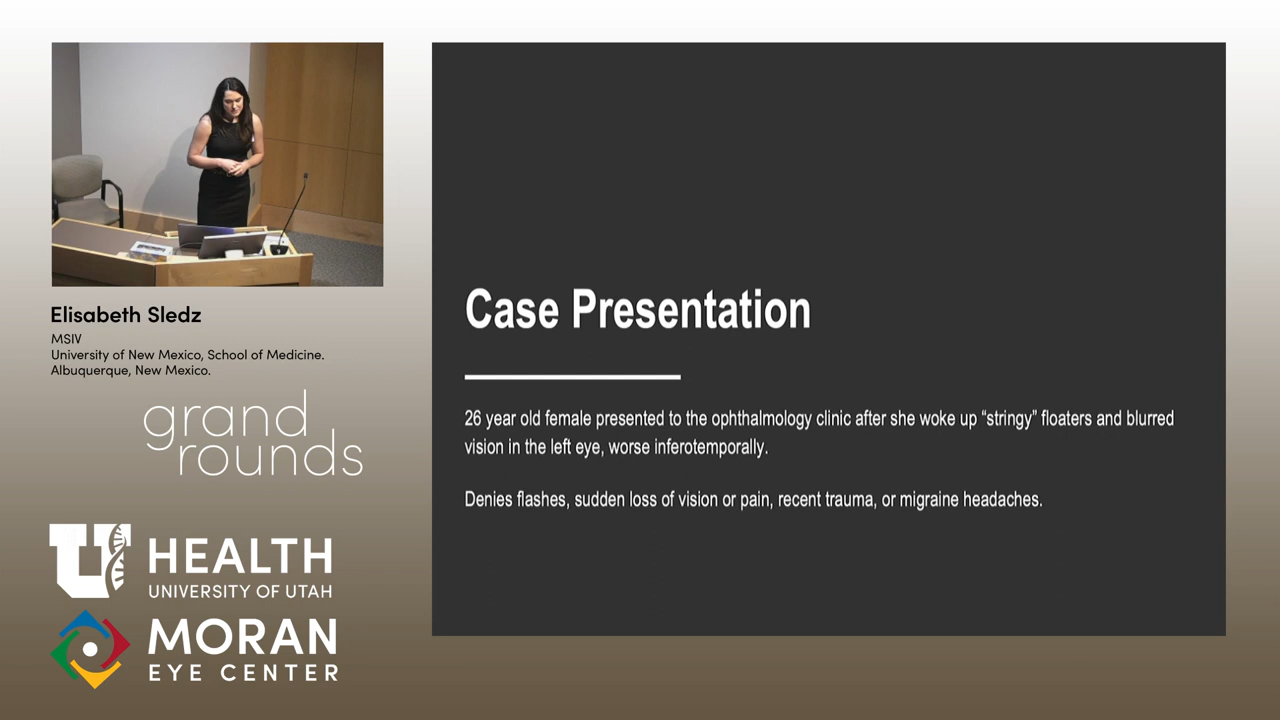 Elisabeth Sledz
MSIV
University of New Mexico, School of Medicine.
Albuquerque, New Mexico.
grand
rounds
U HEALTH
UNIVERSITY OF UTAH
MORAN
EYE CENTER
Case Presentation
26 year old female presented to the ophthalmology clinic after she woke up “stringy” floaters and blurred
vision in the left eye, worse inferotemporally.
Denies flashes, sudden loss of vision or pain, recent trauma, or migraine headaches.